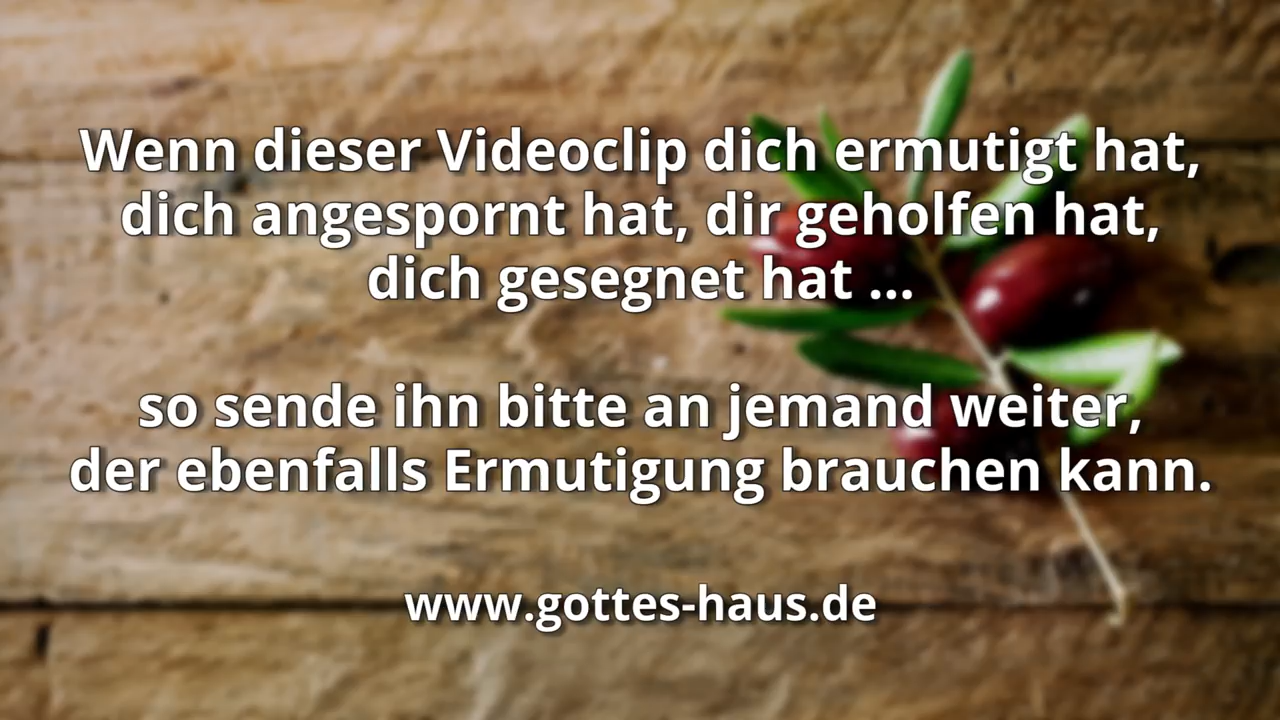 Wenn dieser Videoclip dich ermutigt hat,
dich angespornt hat, dir geholfen hat,
dich gesegnet hat ...
so sende ihn bitte an jemand weiter,
der ebenfalls Ermutigung brauchen kann.
www.gottes-haus.de